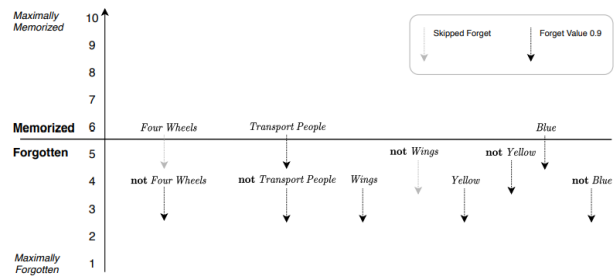 Maximally
Memorized
10
9
8
7
Memorized 6
Forgotten 5
4
3
2
1
Maximally
Forgotten
Skipped Forget Forget Value 0.9
Four Wheels Transport People Blue
not Wings not Yellow
not Four Wheels not Transport People Wings Yellow not Blue